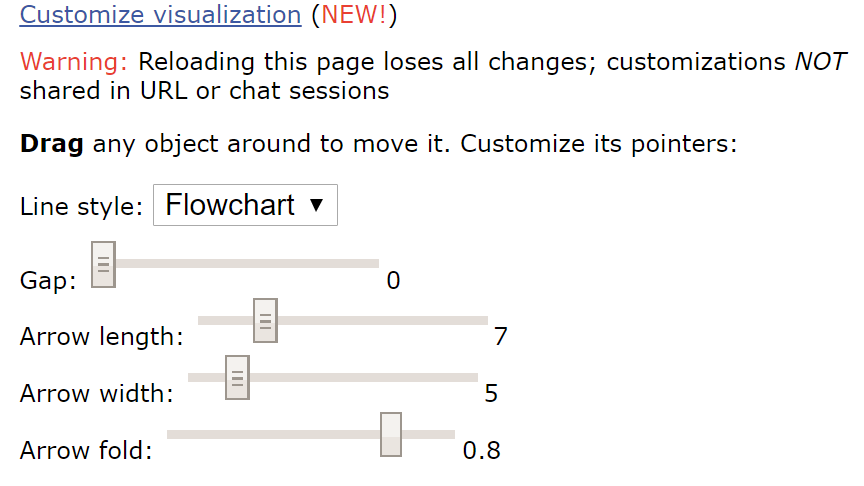 Customize visualization (NEW!)
Warning: Reloading this page loses all changes; customizations NOT
shared in URL or chat sessions
Drag any object around to move it. Customize its pointers:
Line style: Flowchart ▼
Gap: 0
Arrow length: 7
Arrow width: 5
Arrow fold: 0.8